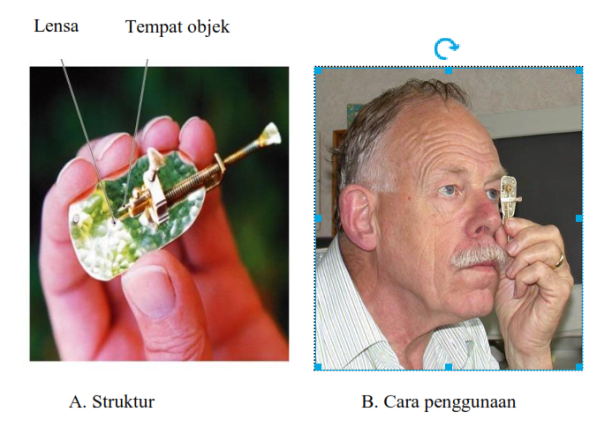 Lensa
Tempat objek
A. Struktur
B. Cara penggunaan